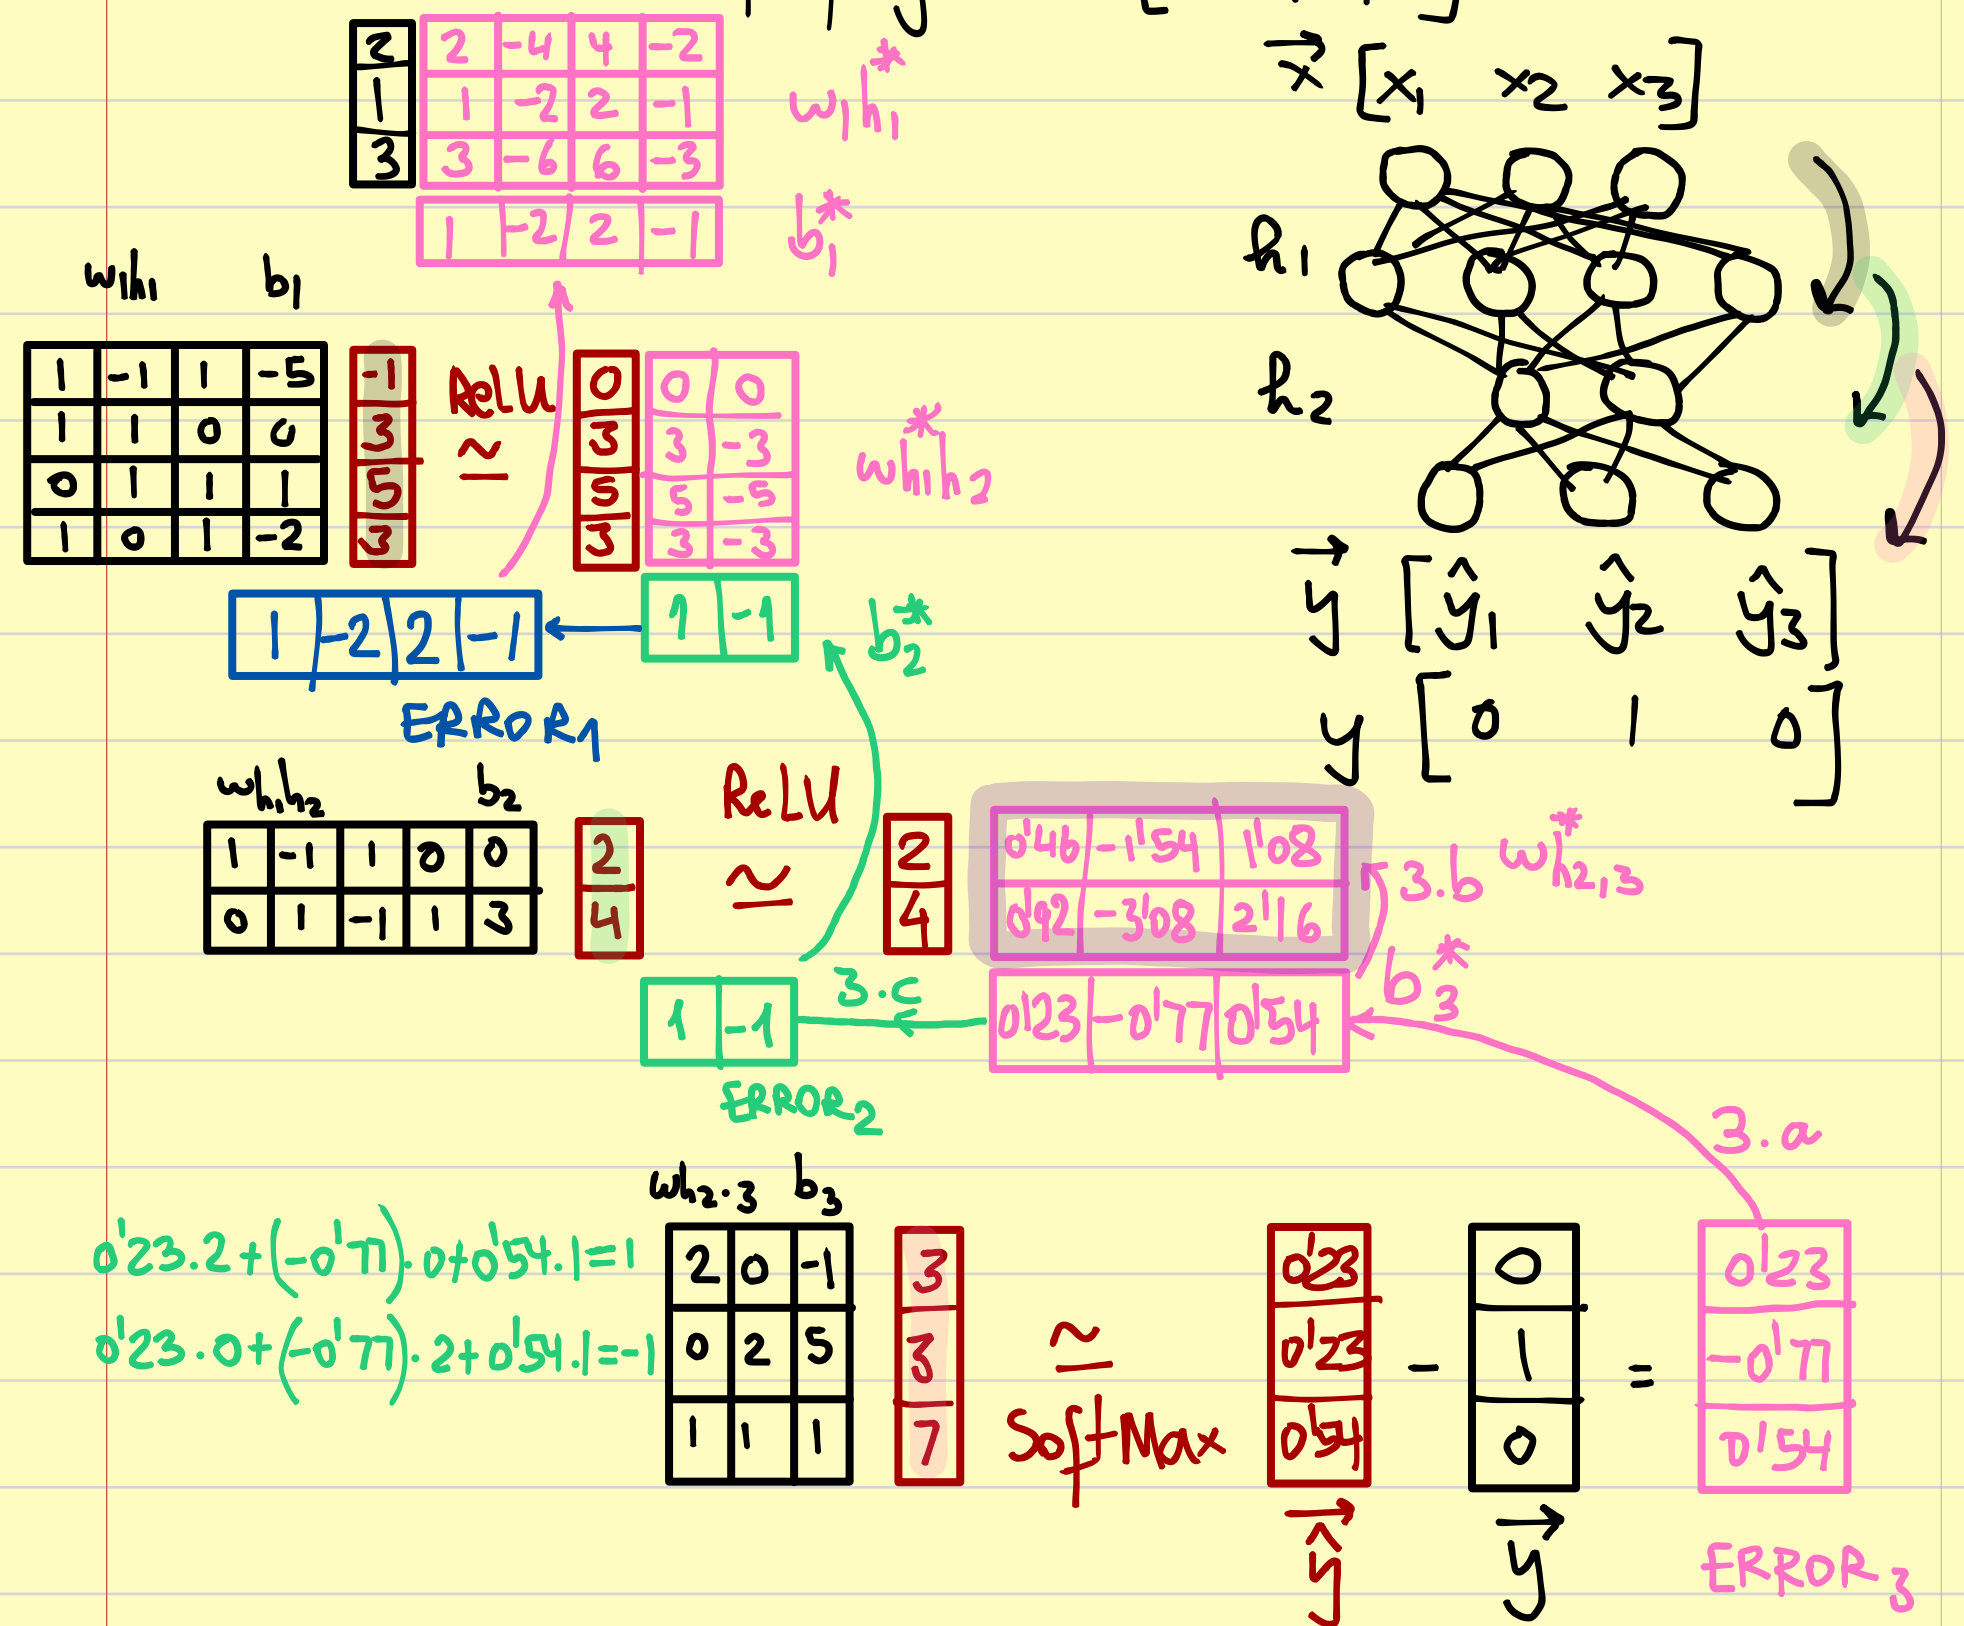 x [x1 x2 x3]
2 | 2 -4 4 -2
1 | 1 -2 2 -1 wih1*
3 | 3 -6 6 -3
1 -2 2 -1 b1*
h1
wih1 b1
1 -1 1 -5 | -1 ReLU 0 | 0 0
1 1 0 0 | 3 ≃ 3 | 3 -3 wh1h2*
0 1 1 1 | 5 5 | 5 -5
1 0 1 -2 | 3 3 | 3 -3
h2
1 -2 2 -1 1 -1 b2*
ERROR1
y [ŷ1 ŷ2 ŷ3]
y [0 1 0]
wh1h2 b2 ReLU
1 -1 1 0 0 | 2 ≃ 2 | 0'46 -1'54 1'08 3.b wh2,3*
0 1 -1 1 3 | 4 4 | 0'92 -3'08 2'16
1 -1 3.c 0'23 -0'77 0'54 b3*
ERROR2
3.a
wh2.3 b3
0'23.2+(-0'77).0+0'54.1=1 2 0 -1 | 3 0'23 0 0'23
0'23.0+(-0'77).2+0'54.1=-1 0 2 5 | 3 ≃ 0'23 - 1 = -0'77
1 1 1 | 7 SoftMax 0'54 0 0'54
ŷ y ERROR3